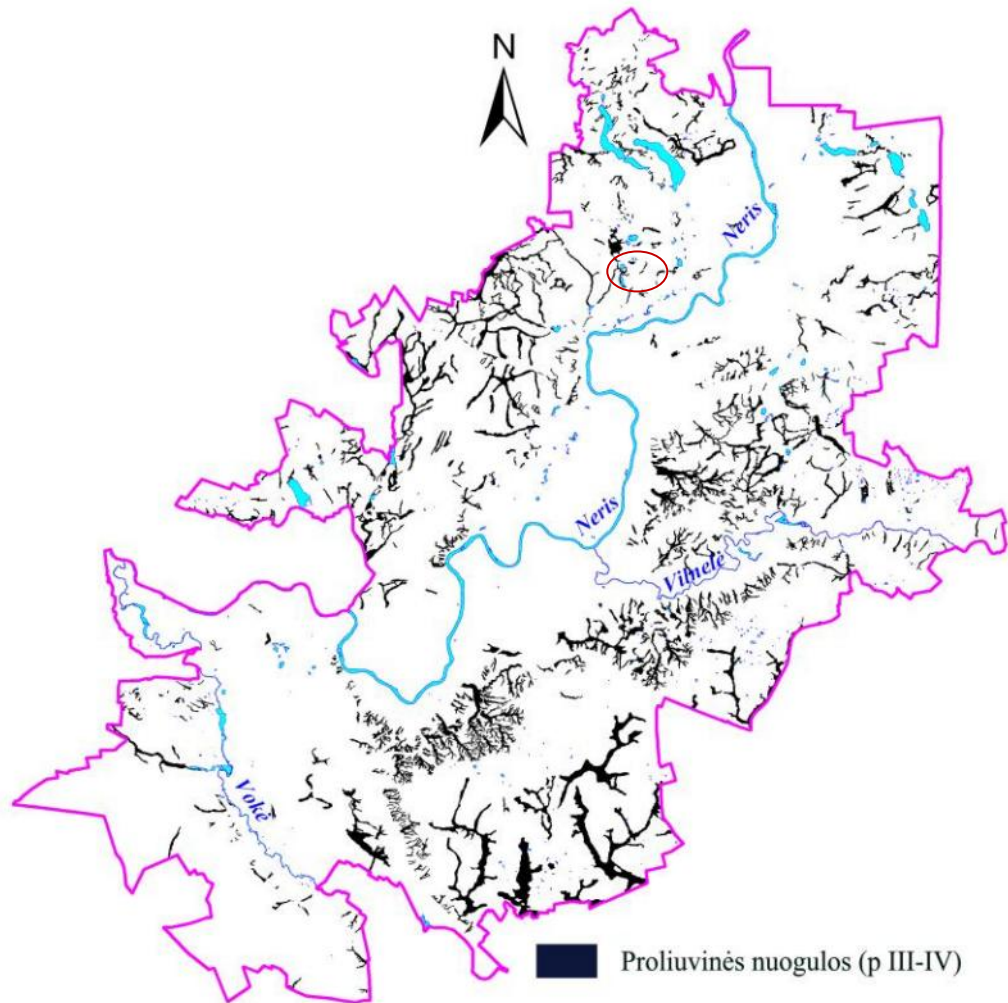 N
Neris
Neris
Vilnelė
Vokė
Proliuvinės nuogulos (p III-IV)